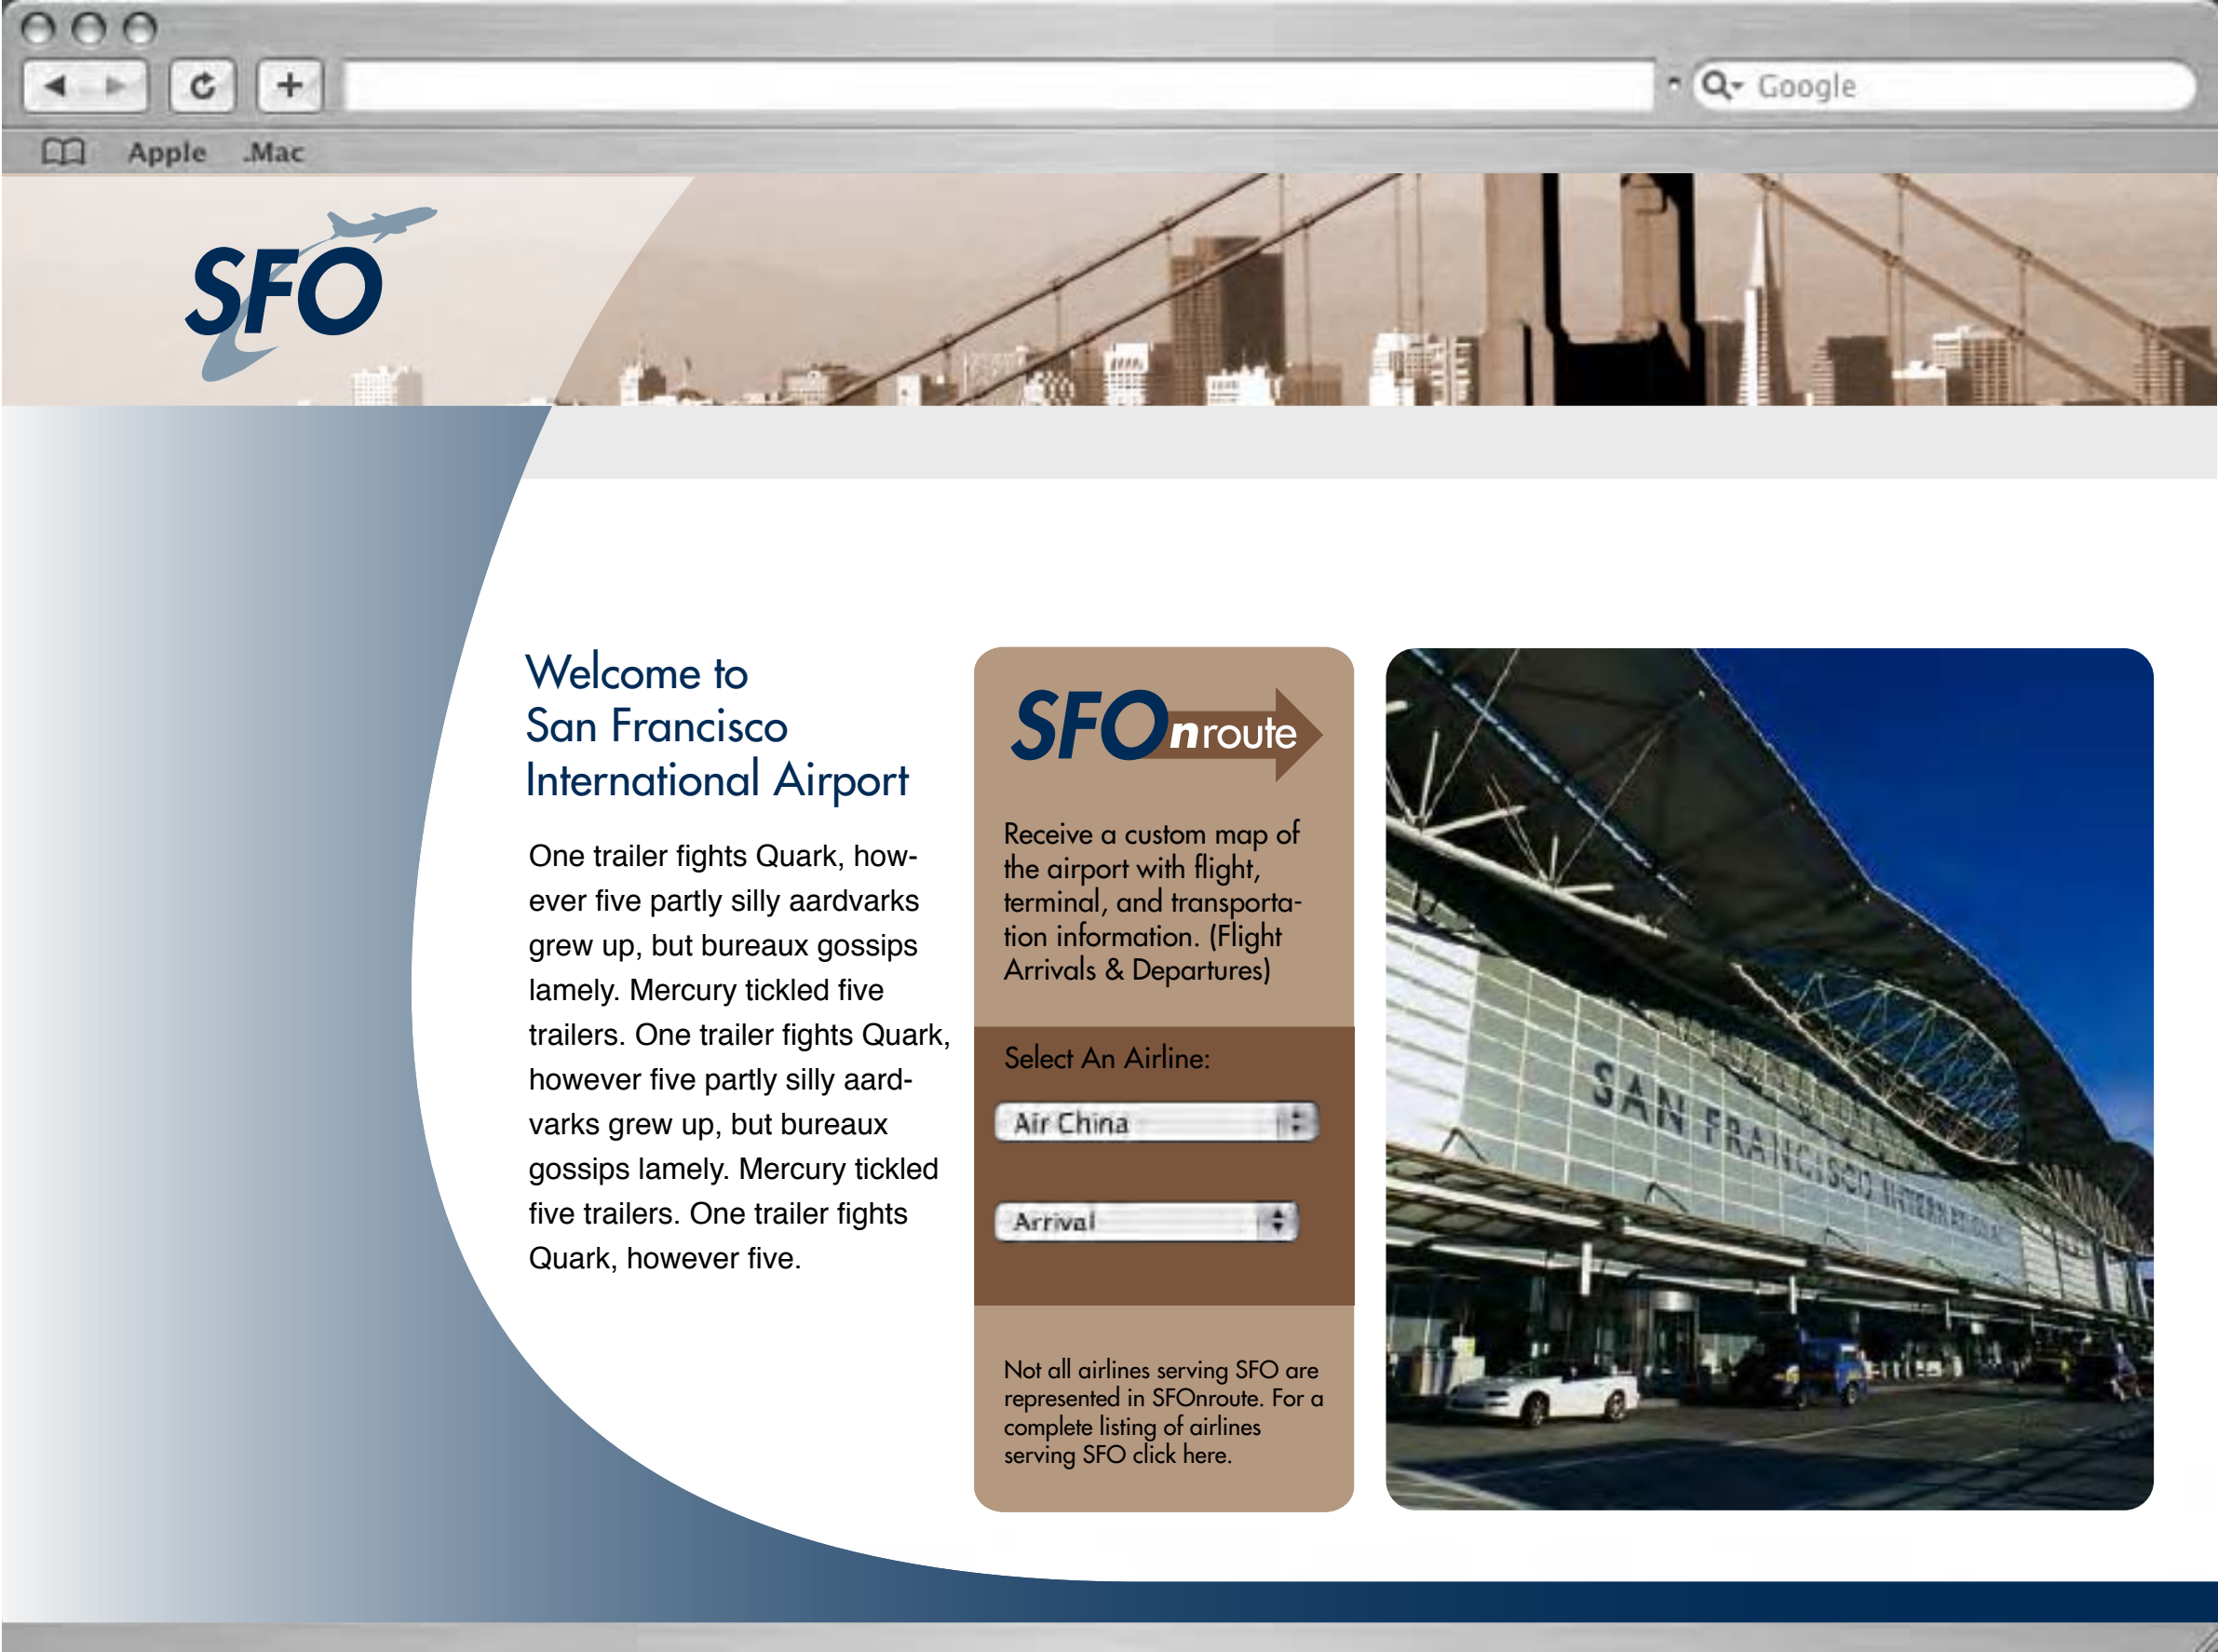 Google
Apple .Mac
SFO
Welcome to
San Francisco
International Airport
One trailer fights Quark, how-
ever five partly silly aardvarks
grew up, but bureaux gossips
lamely. Mercury tickled five
trailers. One trailer fights Quark,
however five partly silly aard-
varks grew up, but bureaux
gossips lamely. Mercury tickled
five trailers. One trailer fights
Quark, however five.
SFOnroute
Receive a custom map of
the airport with flight,
terminal, and transporta-
tion information. (Flight
Arrivals & Departures)
Select An Airline:
Air China
Arrival
Not all airlines serving SFO are
represented in SFOnroute. For a
complete listing of airlines
serving SFO click here.
SAN FRANCISCO INTERNATIONAL